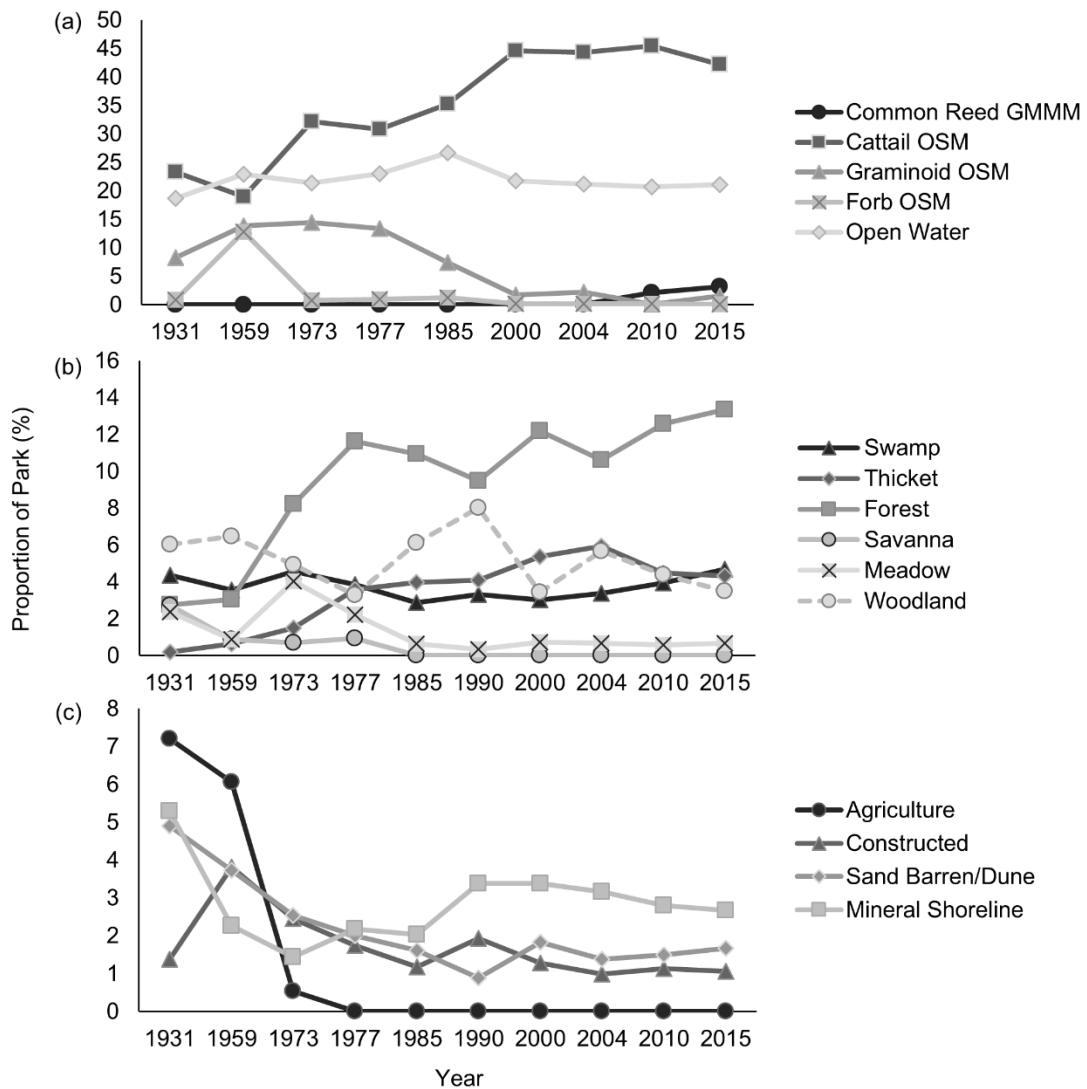 (a)
50
45
40
35
30
25
20
15
10
5
0
1931 1959 1973 1977 1985 2000 2004 2010 2015
Common Reed GMMM
Cattail OSM
Graminoid OSM
Forb OSM
Open Water
Proportion of Park (%)
(b)
16
14
12
10
8
6
4
2
0
1931 1959 1973 1977 1985 1990 2000 2004 2010 2015
Swamp
Thicket
Forest
Savanna
Meadow
Woodland
(c)
8
7
6
5
4
3
2
1
0
1931 1959 1973 1977 1985 1990 2000 2004 2010 2015
Agriculture
Constructed
Sand Barren/Dune
Mineral Shoreline
Year